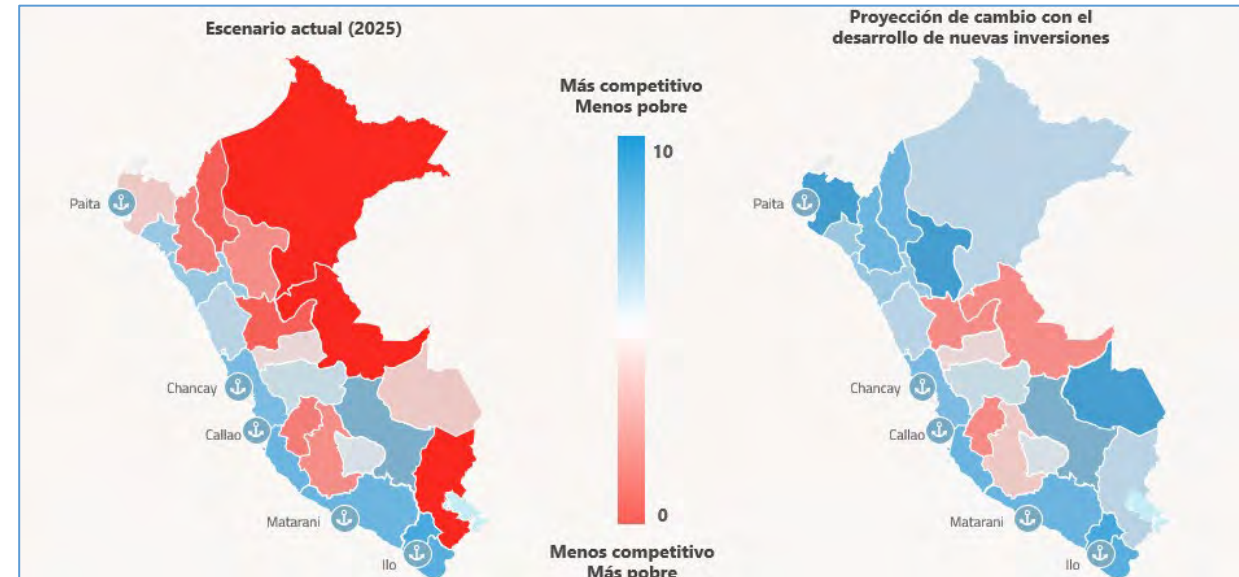 Escenario actual (2025)
Paita
Chancay
Callao
Matarani
Ilo
Más competitivo
Menos pobre
10
0
Menos competitivo
Más pobre
Proyección de cambio con el
desarrollo de nuevas inversiones
Paita
Chancay
Callao
Matarani
Ilo